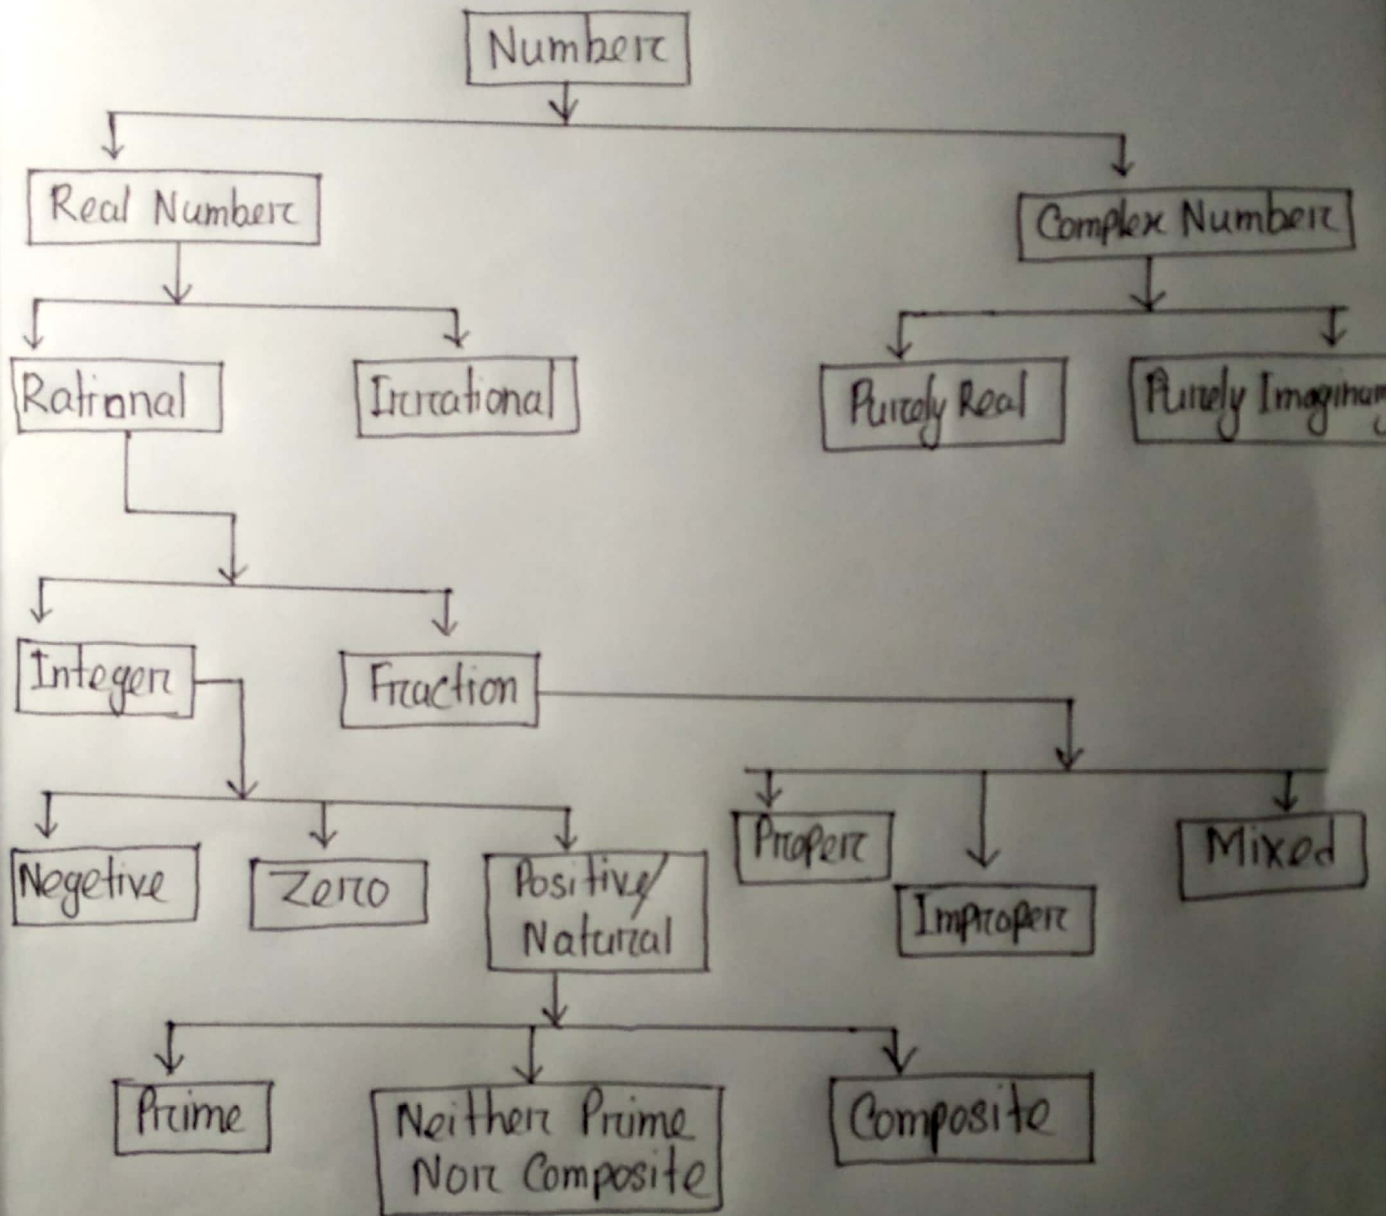 Number
Real Number
Complex Number
Rational
Irrational
Purely Real
Purely Imaginary
Integer
Fraction
Negetive
Zero
Positive/
Natural
Proper
Improper
Mixed
Prime
Neither Prime
Nor Composite
Composite